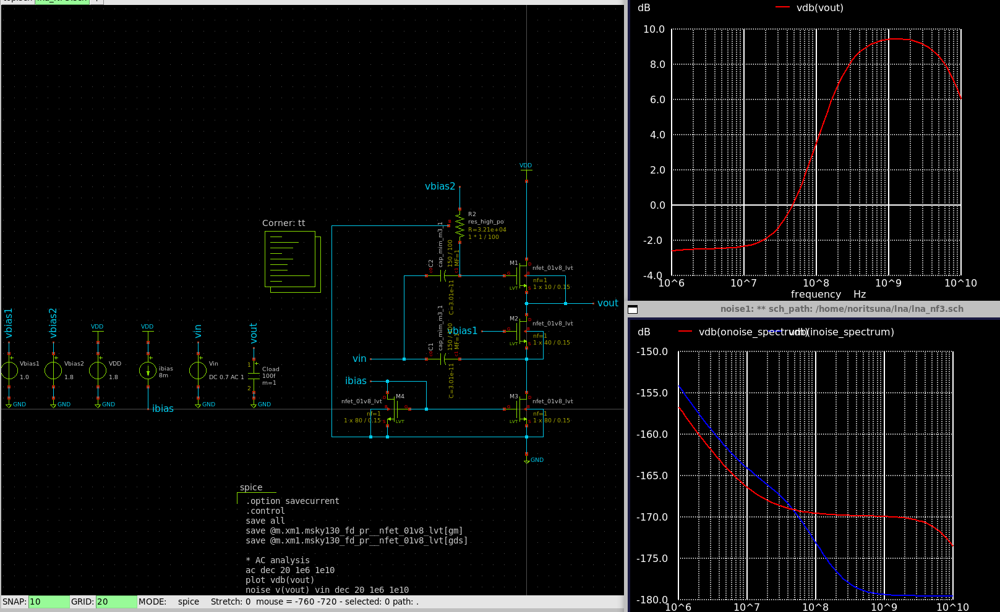 dB
vdb(vout)
10.0
8.0
6.0
4.0
2.0
0.0
-2.0
-4.0
10^6
10^7
10^8
10^9
10^10
frequency Hz
noise1: ** sch_path: /home/noritsuna/lna/lna_nf3.sch
dB
vdb(onoise_spectrum)
vdb(inoise_spectrum)
-150.0
-155.0
-160.0
-165.0
-170.0
-175.0
-180.0
10^6
10^7
10^8
10^9
10^10
VDD
vbias2
R2
res_high_po
R=3.21e+04
1 * 1 / 100
B
Corner: tt
C2
cap_mim_m3_1
150 / 100
MF=1
C=3.01e-11
c0
c1
M1
nfet_01v8_lvt
nf=1
1 x 10 / 0.15
LVT
G
D
B
S
vout
M2
nfet_01v8_lvt
nf=1
1 x 40 / 0.15
LVT
G
D
B
S
vbias1
C1
cap_mim_m3_1
150 / 100
MF=1
C=3.01e-11
c0
c1
vin
ibias
M4
nfet_01v8_lvt
nf=1
1 x 80 / 0.15
LVT
G
D
B
S
M3
nfet_01v8_lvt
nf=1
1 x 80 / 0.15
LVT
G
D
B
S
GND
vbias1
Vbias1
1.0
GND
vbias2
Vbias2
1.8
GND
VDD
VDD
1.8
GND
VDD
ibias
8m
ibias
vin
Vin
DC 0.7 AC 1
GND
vout
1
2
Cload
100f
m=1
GND
spice
.option savecurrent
.control
save all
save @m.xm1.msky130_fd_pr__nfet_01v8_lvt[gm]
save @m.xm1.msky130_fd_pr__nfet_01v8_lvt[gds]
* AC analysis
ac dec 20 1e6 1e10
plot vdb(vout)
noise v(vout) vin dec 20 1e6 1e10
SNAP: 10 GRID: 20 MODE: spice Stretch: 0 mouse = -760 -720 - selected: 0 path: .